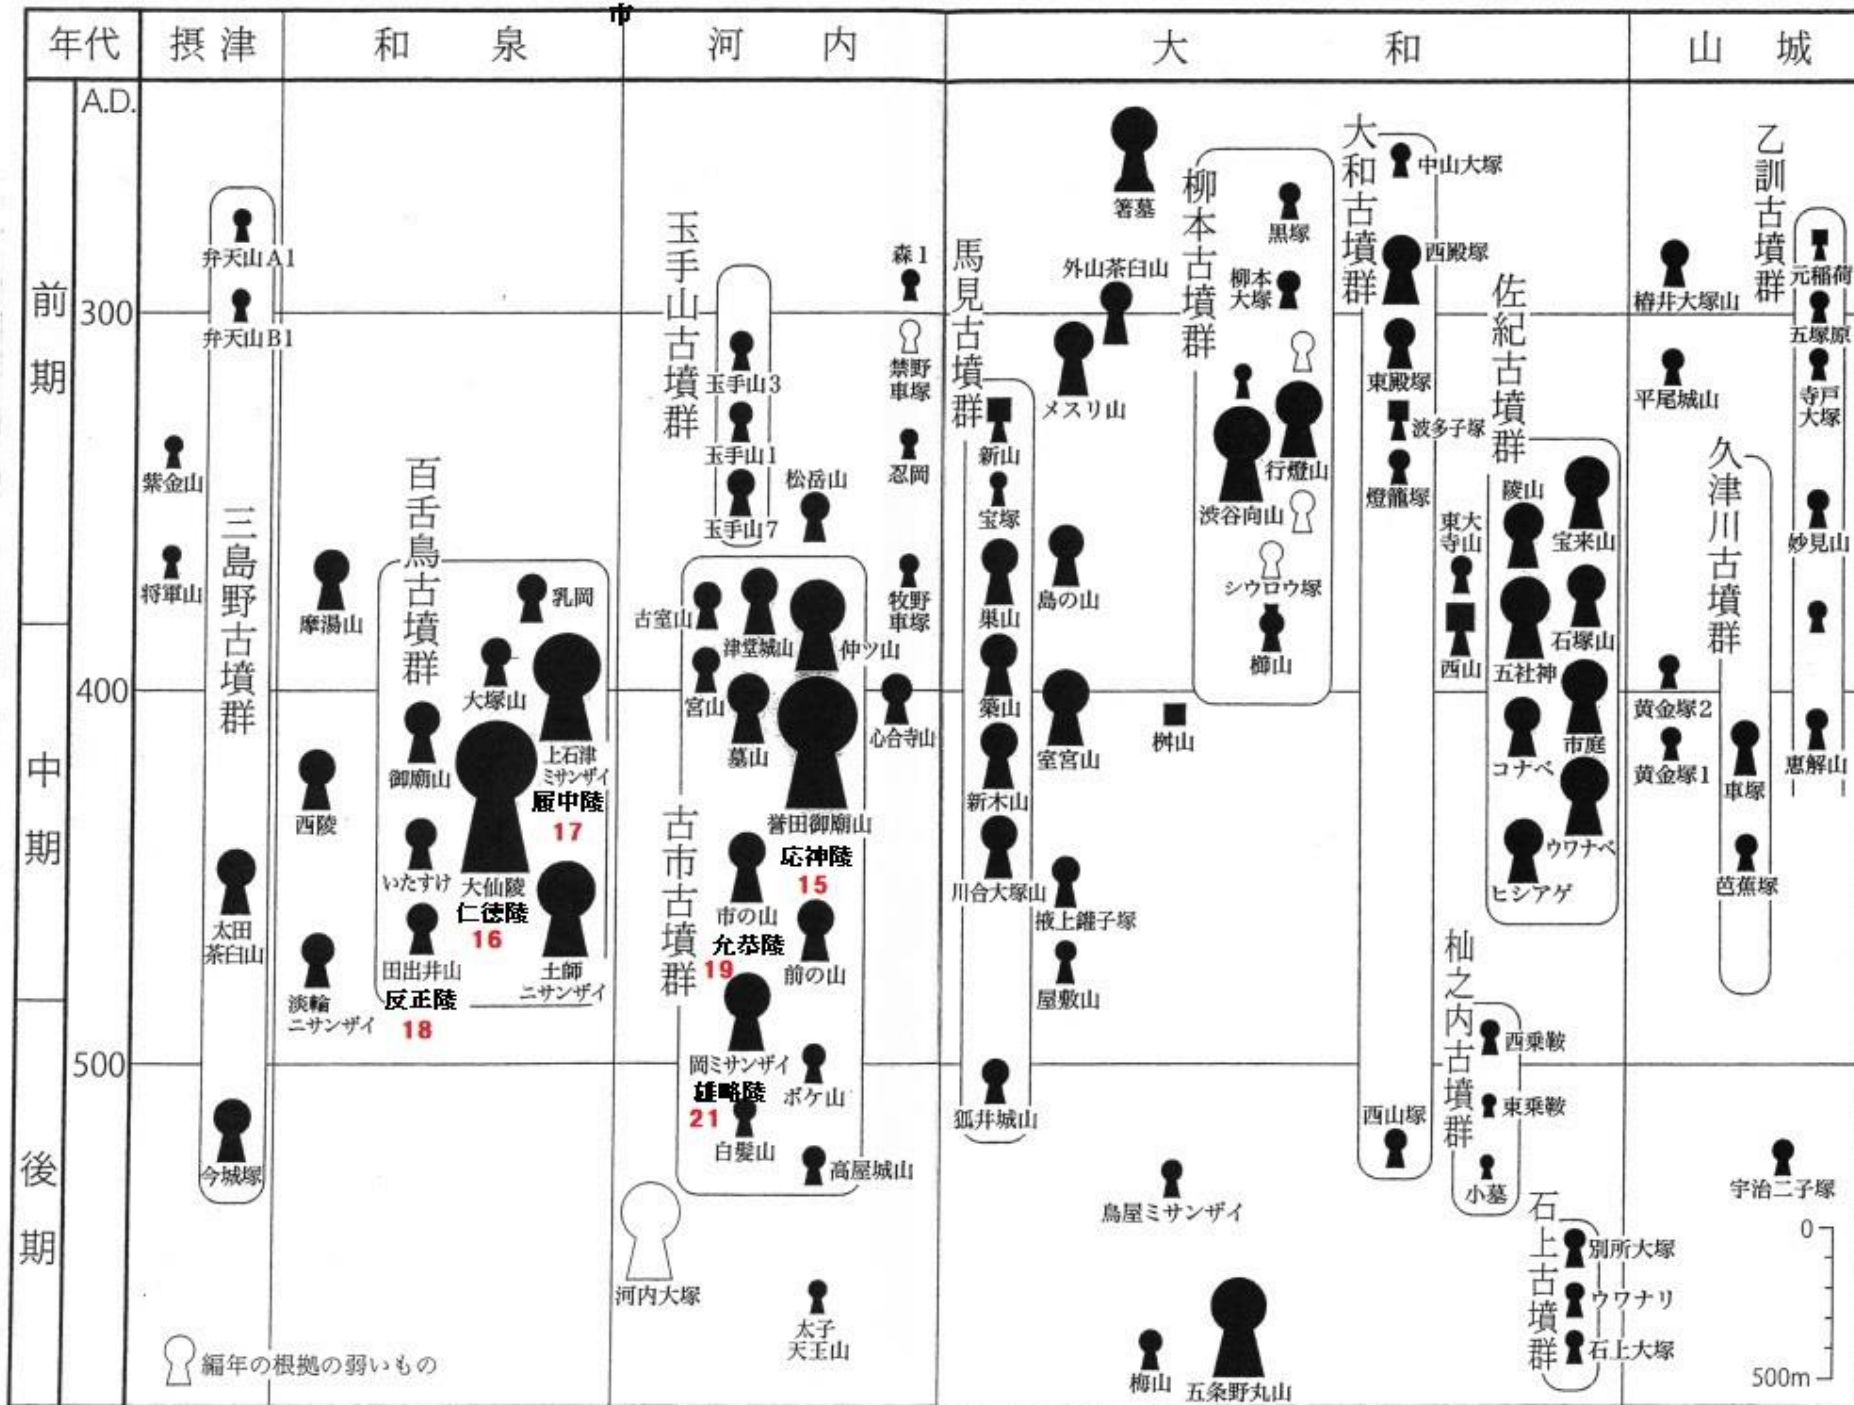 市
年代
摂津
和泉
河内
大和
山城
A.D.
300
400
500
前期
中期
後期
弁天山A1
弁天山B1
紫金山
将軍山
三島野古墳群
太田
茶臼山
今城塚
編年の根拠の弱いもの
百舌鳥古墳群
摩湯山
乳岡
大塚山
上石津
ミサンザイ
履中陵
17
御廟山
西陵
いたすけ
大仙陵
仁徳陵
16
田出井山
反正陵
18
土師
ニサンザイ
淡輪
ニサンザイ
玉手山古墳群
森1
玉手山3
禁野
車塚
玉手山1
忍岡
松岳山
玉手山7
古室山
津堂城山
仲ツ山
牧野
車塚
宮山
墓山
心合寺山
誉田御廟山
応神陵
15
古市古墳群
市の山
允恭陵
19
前の山
岡ミサンザイ
雄略陵
21
ボケ山
白髪山
高屋城山
河内大塚
太子
天王山
馬見古墳群
新山
宝塚
巣山
築山
新木山
川合大塚山
狐井城山
箸墓
外山茶臼山
メスリ山
島の山
室宮山
桝山
掖上鑵子塚
屋敷山
鳥屋ミサンザイ
梅山
五条野丸山
柳本古墳群
黒塚
柳本
大塚
行燈山
渋谷向山
シウロウ塚
櫛山
大和古墳群
中山大塚
西殿塚
東殿塚
波多子塚
燈籠塚
西山塚
東大
寺山
西山
佐紀古墳群
陵山
宝来山
五社神
石塚山
コナベ
市庭
ウワナベ
ヒシアゲ
杣之内古墳群
西乗鞍
東乗鞍
小墓
石上古墳群
別所大塚
ウワナリ
石上大塚
乙訓古墳群
元稲荷
五塚原
寺戸
大塚
妙見山
恵解山
椿井大塚山
平尾城山
久津川古墳群
黄金塚2
黄金塚1
車塚
芭蕉塚
宇治二子塚
0
500m